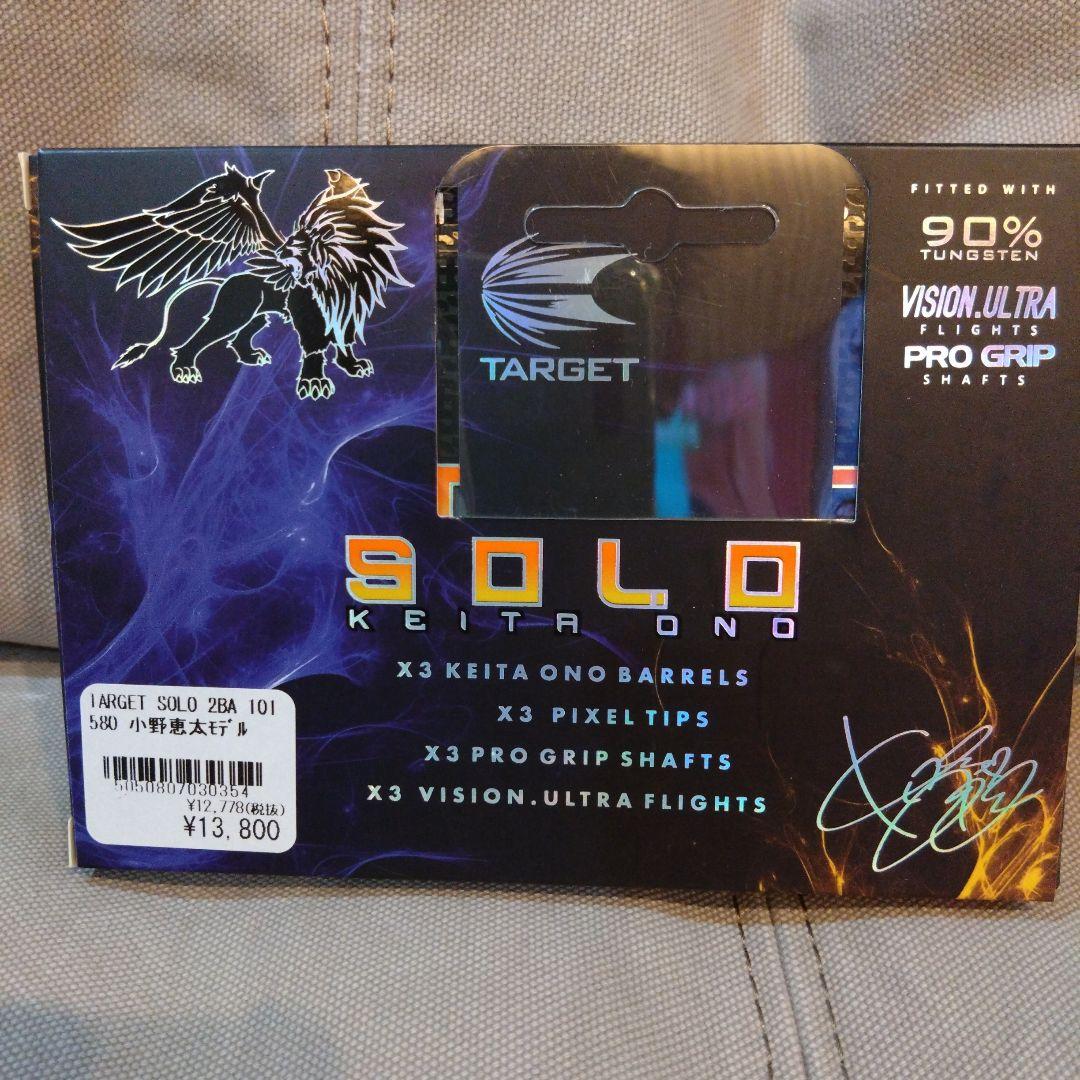 FITTED WITH
90%
TUNGSTEN
VISION.ULTRA
FLIGHTS
PRO GRIP
SHAFTS
TARGET
SOLO
KEITA ONO
X3 KEITA ONO BARRELS
X3 PIXEL TIPS
X3 PRO GRIP SHAFTS
X3 VISION.ULTRA FLIGHTS
TARGET SOLO 2BA 101
580 小野恵太ﾓﾃﾞﾙ
5050807030354
¥12,778(税抜)
¥13,800